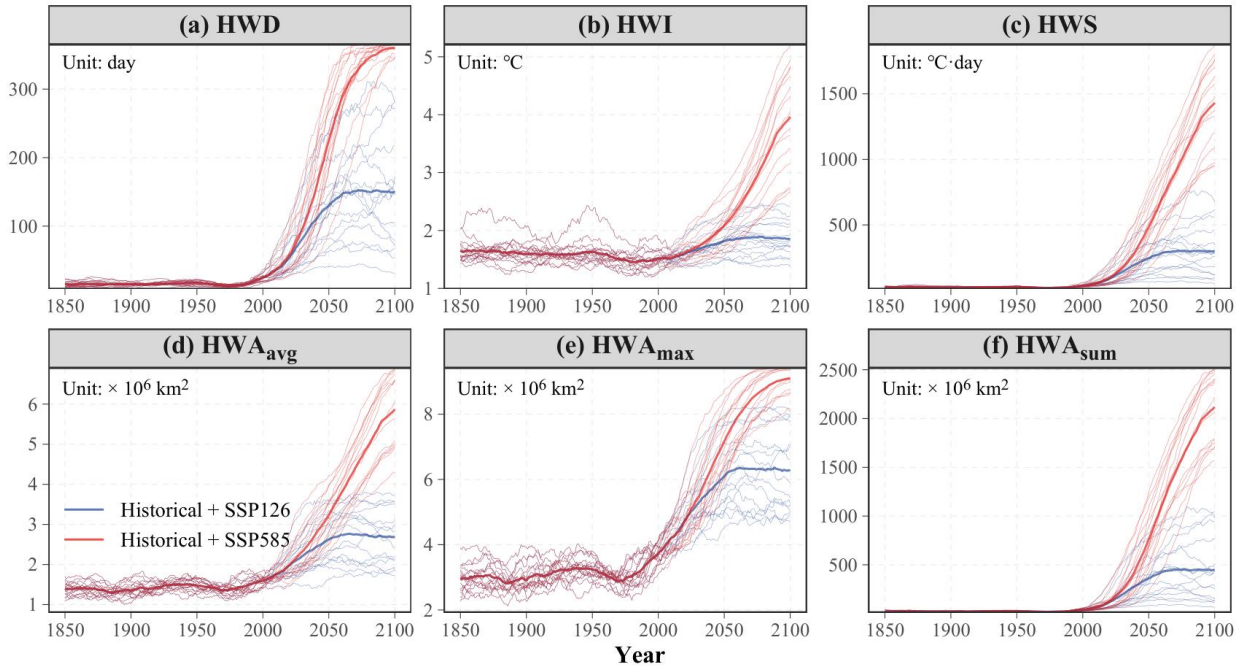 (a) HWD
(b) HWI
(c) HWS
Unit: day
Unit: ℃
Unit: ℃·day
300
200
100
5
4
3
2
1
1500
1000
500
1850 1900 1950 2000 2050 2100
1850 1900 1950 2000 2050 2100
1850 1900 1950 2000 2050 2100
(d) HWAavg
(e) HWAmax
(f) HWAsum
Unit: × 10⁶ km²
Unit: × 10⁶ km²
Unit: × 10⁶ km²
6
5
4
3
2
1
Historical + SSP126
Historical + SSP585
8
6
4
2
2500
2000
1500
1000
500
1850 1900 1950 2000 2050 2100
1850 1900 1950 2000 2050 2100
1850 1900 1950 2000 2050 2100
Year